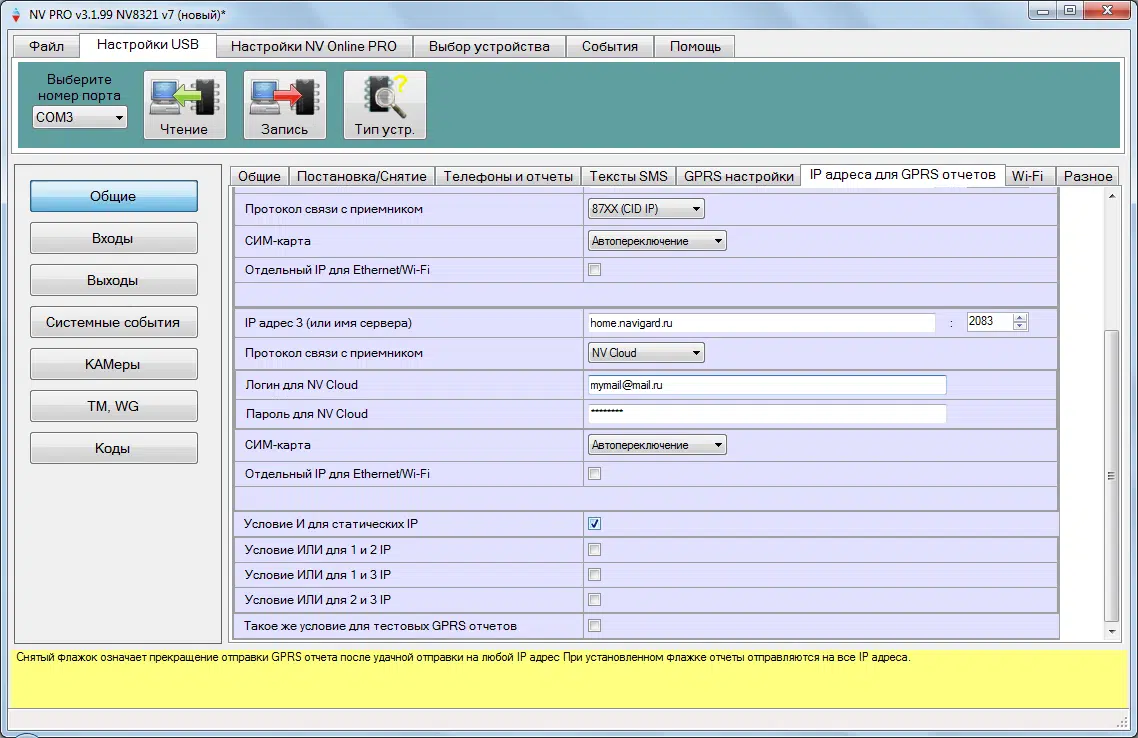 NV PRO v3.1.99 NV8321 v7 (новый)*
Файл Настройки USB Настройки NV Online PRO Выбор устройства События Помощь
Выберите
номер порта
COM3
Чтение Запись Тип устр.
Общие
Входы
Выходы
Системные события
КАМеры
TM, WG
Коды
Общие Постановка/Снятие Телефоны и отчеты Тексты SMS GPRS настройки IP адреса для GPRS отчетов Wi-Fi Разное
Протокол связи с приемником 87XX (CID IP)
СИМ-карта Автопереключение
Отдельный IP для Ethernet/Wi-Fi
IP адрес 3 (или имя сервера) home.navigard.ru : 2083
Протокол связи с приемником NV Cloud
Логин для NV Cloud mymail@mail.ru
Пароль для NV Cloud ********
СИМ-карта Автопереключение
Отдельный IP для Ethernet/Wi-Fi
Условие И для статических IP
Условие ИЛИ для 1 и 2 IP
Условие ИЛИ для 1 и 3 IP
Условие ИЛИ для 2 и 3 IP
Такое же условие для тестовых GPRS отчетов
Снятый флажок означает прекращение отправки GPRS отчета после удачной отправки на любой IP адрес При установленном флажке отчеты отправляются на все IP адреса.